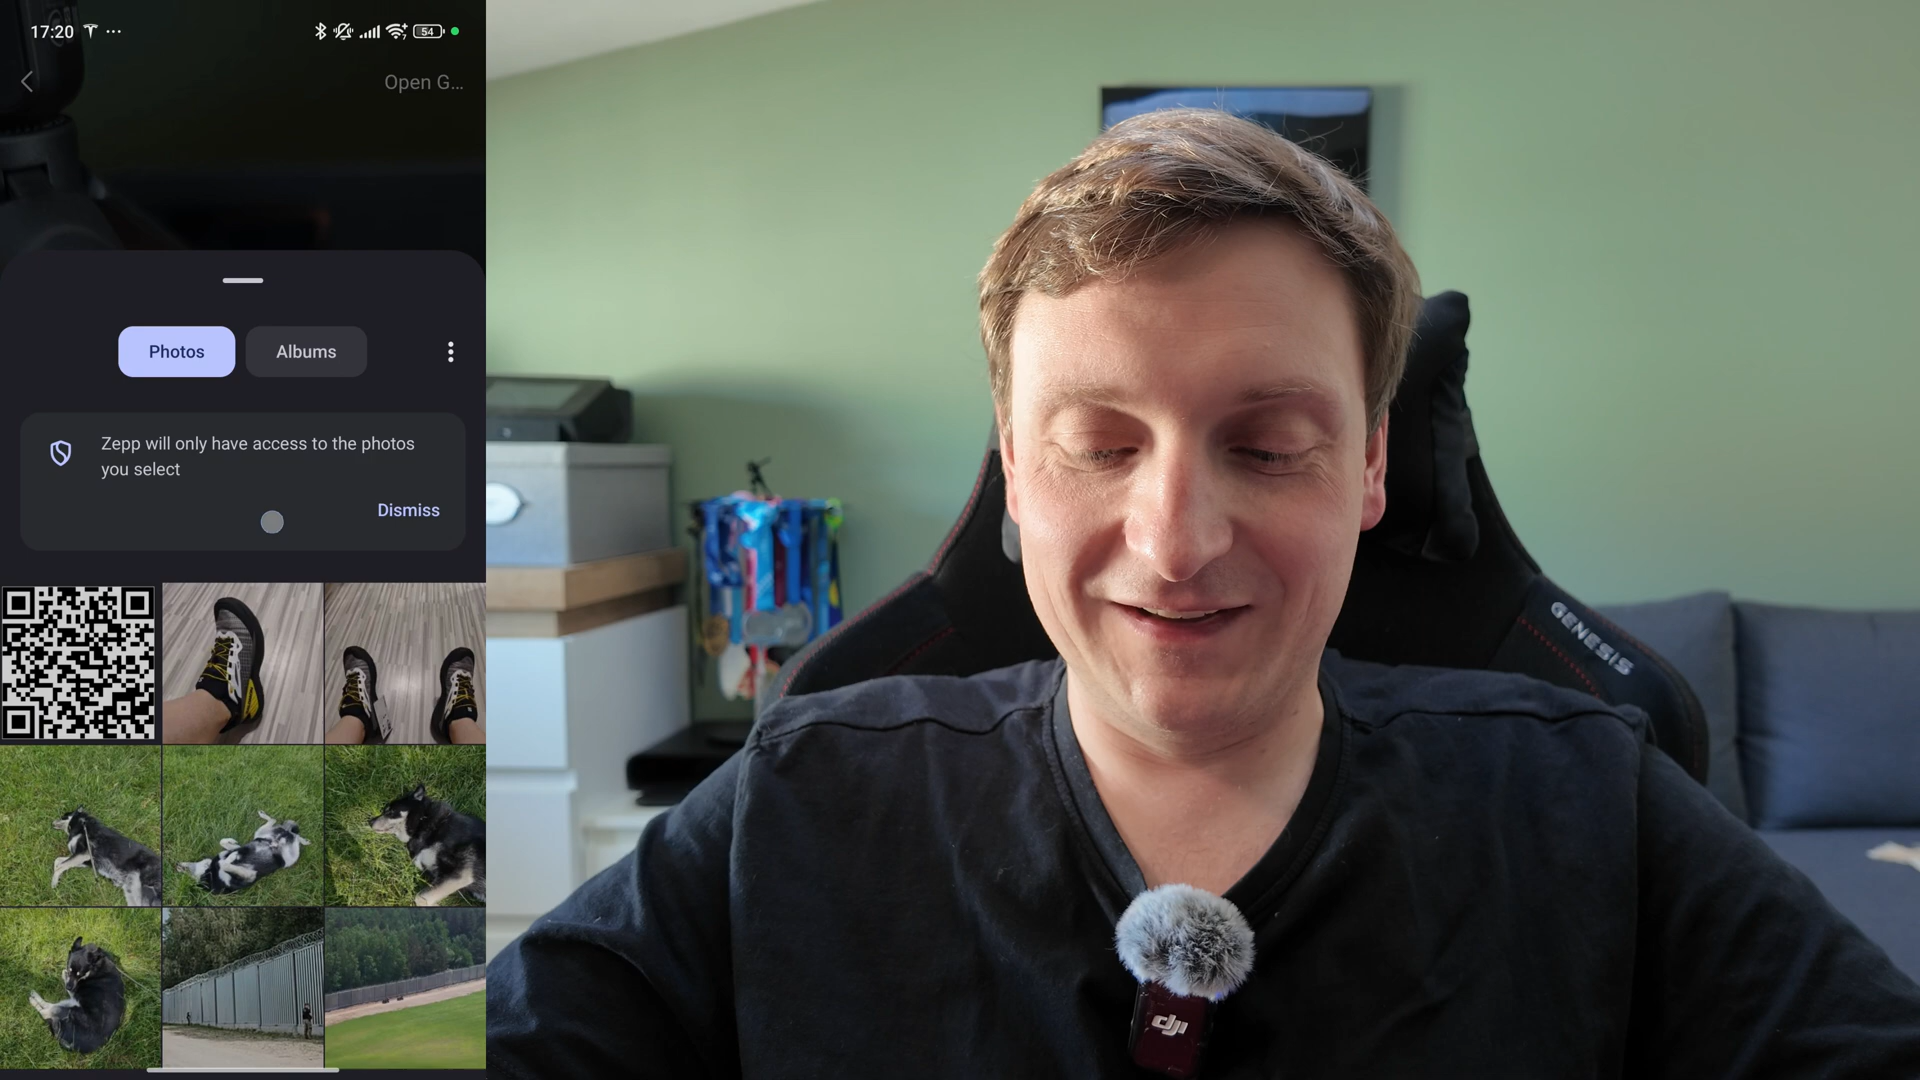 17:20
54
Open G...
Photos
Albums
Zepp will only have access to the photos
you select
Dismiss
GENESIS
dji